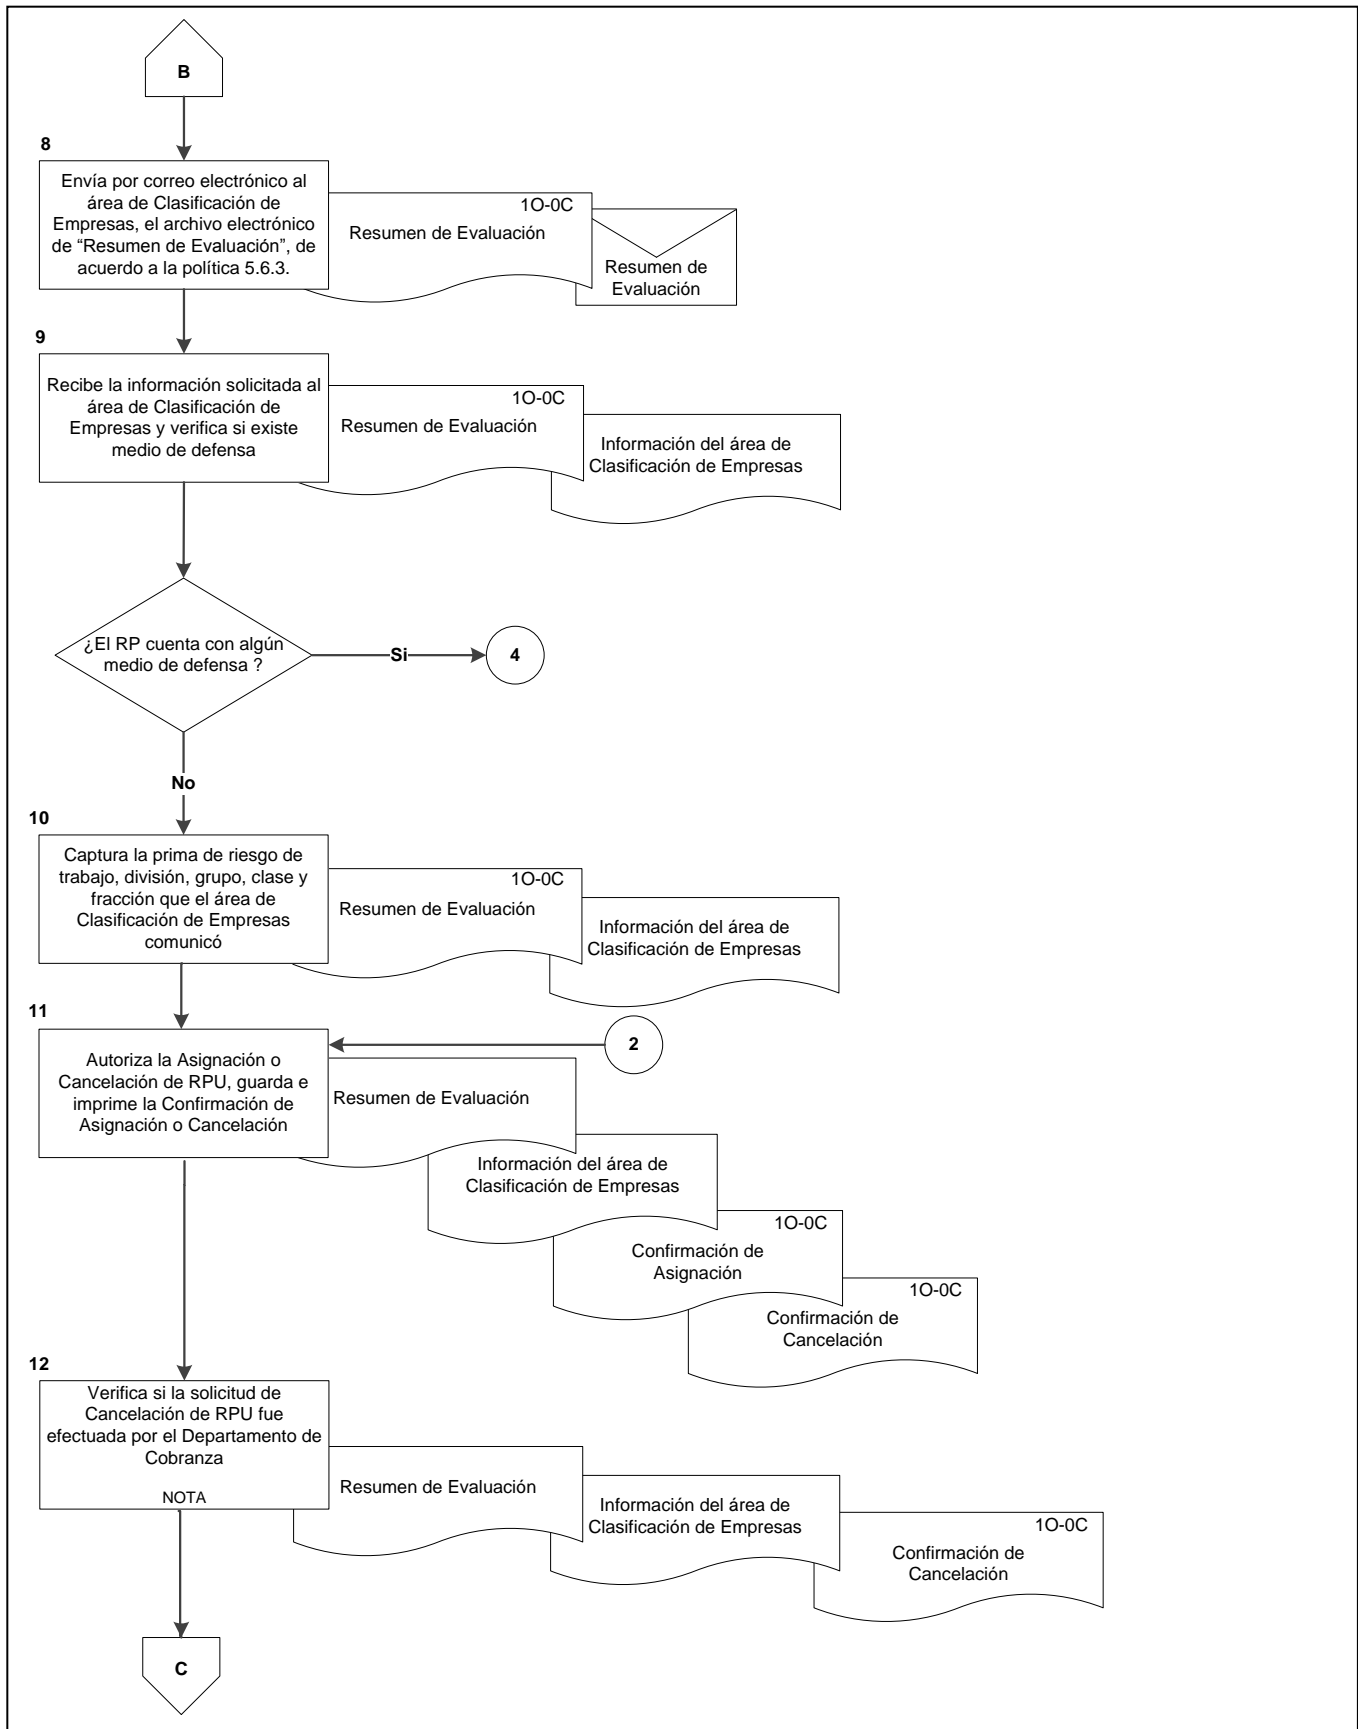 B
8
Envía por correo electrónico al
área de Clasificación de
Empresas, el archivo electrónico
de “Resumen de Evaluación”, de
acuerdo a la política 5.6.3.
1O-0C
Resumen de Evaluación
Resumen de
Evaluación
9
Recibe la información solicitada al
área de Clasificación de
Empresas y verifica si existe
medio de defensa
1O-0C
Resumen de Evaluación
Información del área de
Clasificación de Empresas
¿El RP cuenta con algún
medio de defensa ?
Si
4
No
10
Captura la prima de riesgo de
trabajo, división, grupo, clase y
fracción que el área de
Clasificación de Empresas
comunicó
1O-0C
Resumen de Evaluación
Información del área de
Clasificación de Empresas
11
2
Autoriza la Asignación o
Cancelación de RPU, guarda e
imprime la Confirmación de
Asignación o Cancelación
Resumen de Evaluación
Información del área de
Clasificación de Empresas
1O-0C
Confirmación de
Asignación
1O-0C
Confirmación de
Cancelación
12
Verifica si la solicitud de
Cancelación de RPU fue
efectuada por el Departamento de
Cobranza
NOTA
Resumen de Evaluación
Información del área de
Clasificación de Empresas
1O-0C
Confirmación de
Cancelación
C